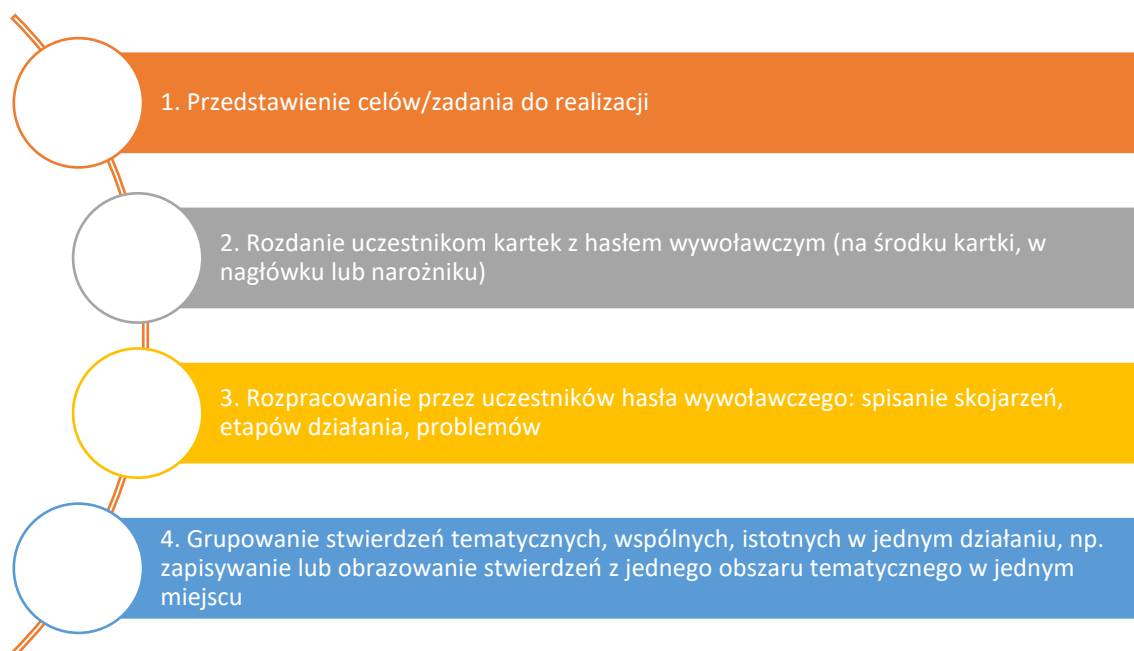 1. Przedstawienie celów/zadania do realizacji
2. Rozdanie uczestnikom kartek z hasłem wywoławczym (na środku kartki, w
nagłówku lub narożniku)
3. Rozpracowanie przez uczestników hasła wywoławczego: spisanie skojarzeń,
etapów działania, problemów
4. Grupowanie stwierdzeń tematycznych, wspólnych, istotnych w jednym działaniu, np.
zapisywanie lub obrazowanie stwierdzeń z jednego obszaru tematycznego w jednym
miejscu